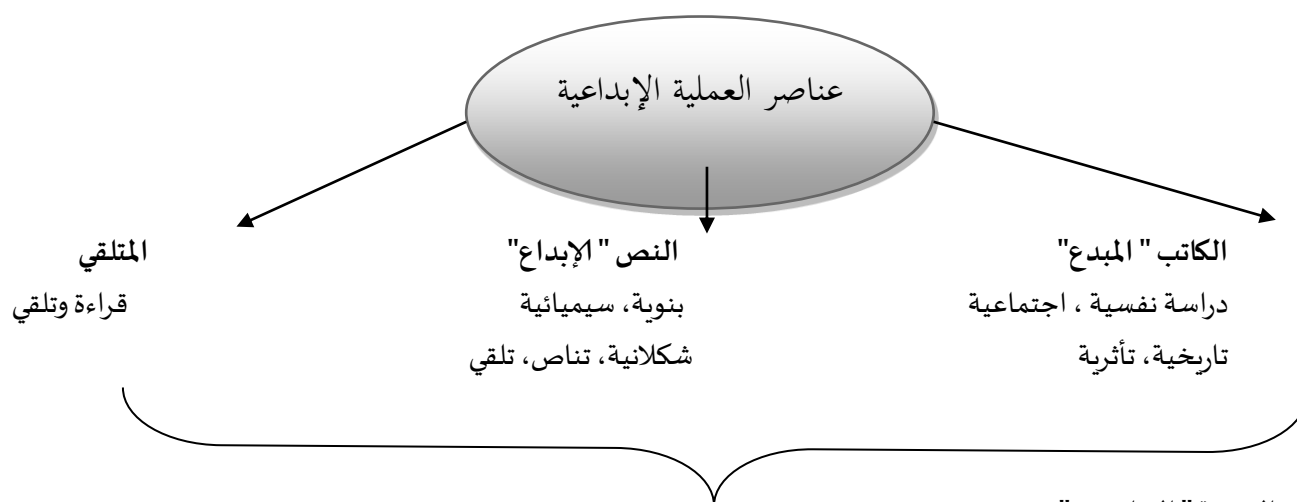 عناصر العملية الإبداعية
الكاتب " المبدع"
دراسة نفسية ، اجتماعية
تاريخية، تأثرية
النص " الإبداع"
بنوية، سيميائية
شكلانية، تناص، تلقي
المتلقي
قراءة وتلقي